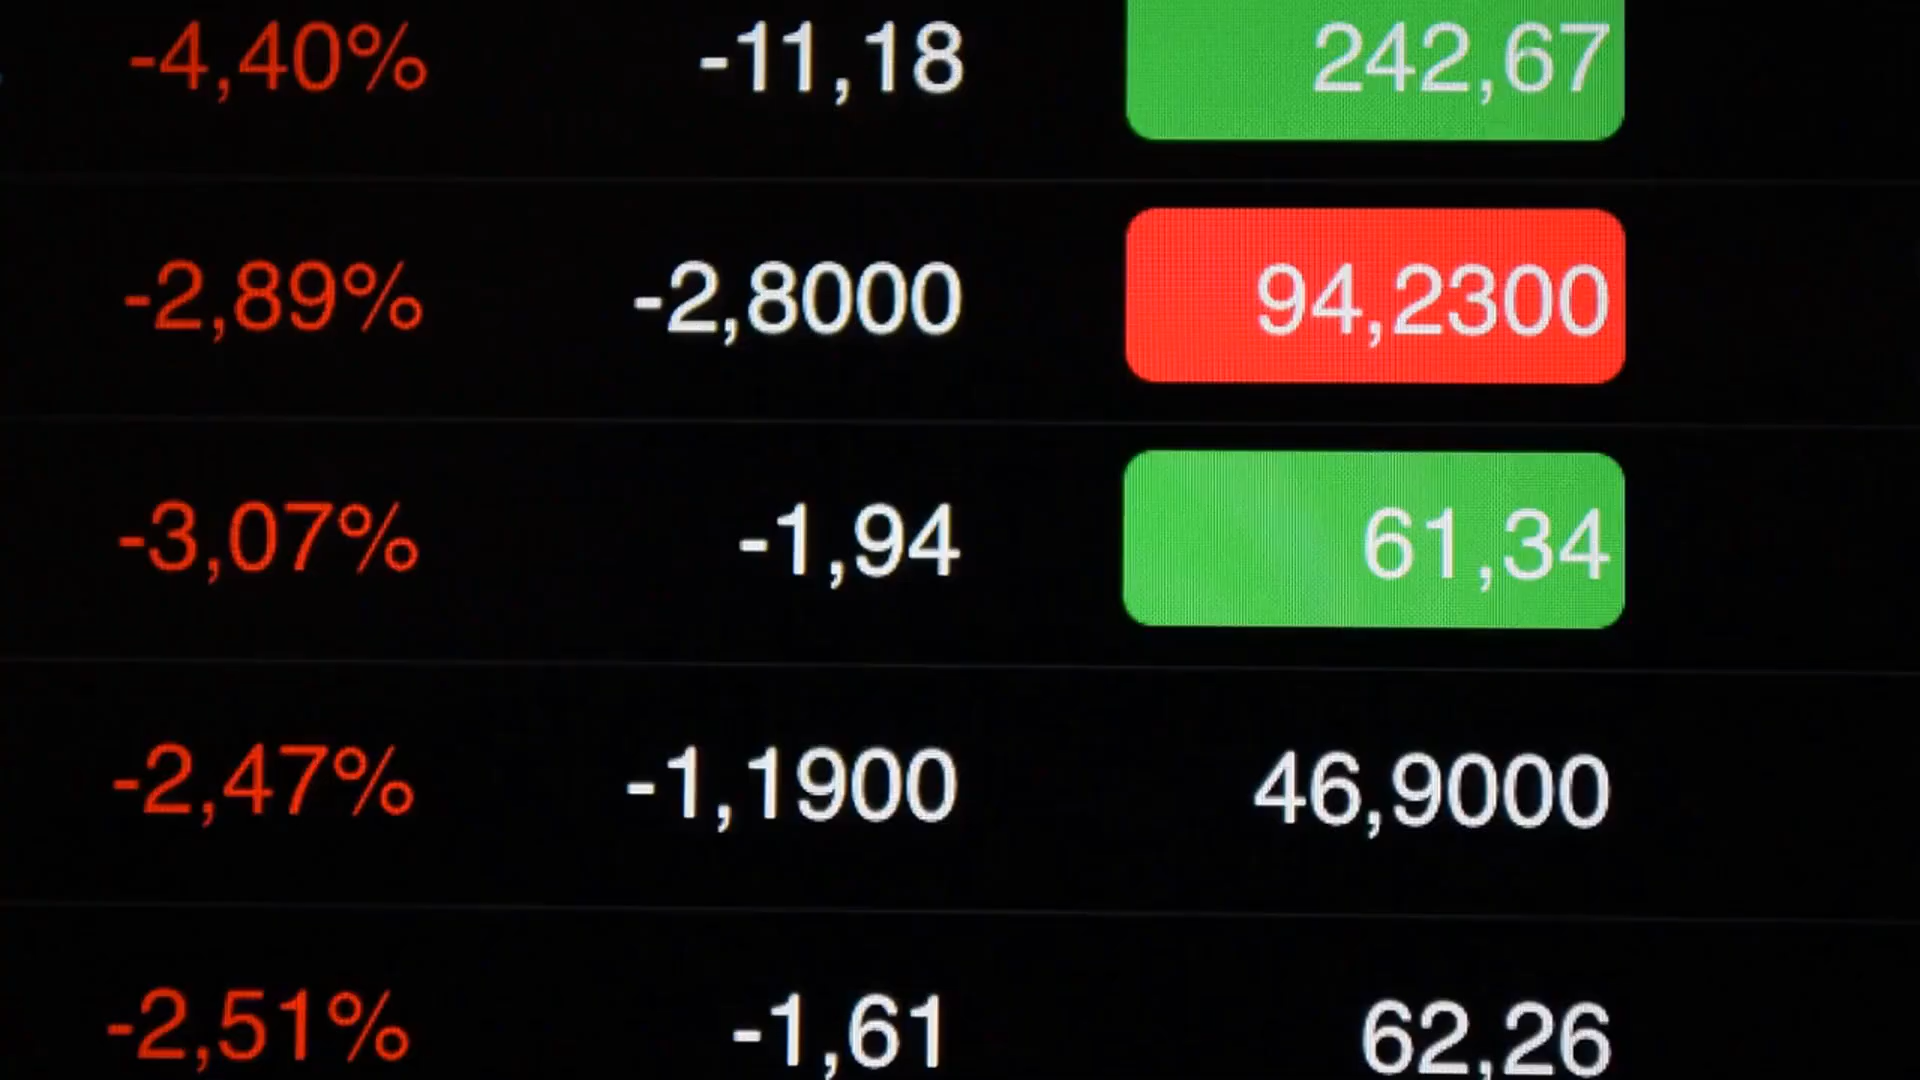 -4,40% -11,18 242,67
-2,89% -2,8000 94,2300
-3,07% -1,94 61,34
-2,47% -1,1900 46,9000
-2,51% -1,61 62,26